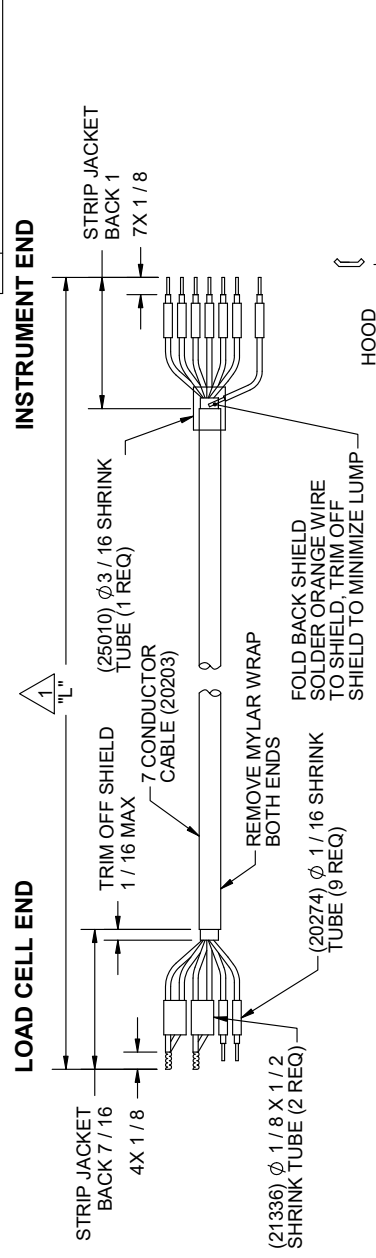 LOAD CELL END
INSTRUMENT END
1
"L"
STRIP JACKET
BACK 7 / 16
4X 1 / 8
TRIM OFF SHIELD
1 / 16 MAX
7 CONDUCTOR
CABLE (20203)
(25010) ∅3 / 16 SHRINK
TUBE (1 REQ)
STRIP JACKET
BACK 1
7X 1 / 8
(21336) ∅ 1 / 8 X 1 / 2
SHRINK TUBE (2 REQ)
(20274) ∅ 1 / 16 SHRINK
TUBE (9 REQ)
REMOVE MYLAR WRAP
BOTH ENDS
FOLD BACK SHIELD
SOLDER ORANGE WIRE
TO SHIELD, TRIM OFF
SHIELD TO MINIMIZE LUMP
HOOD